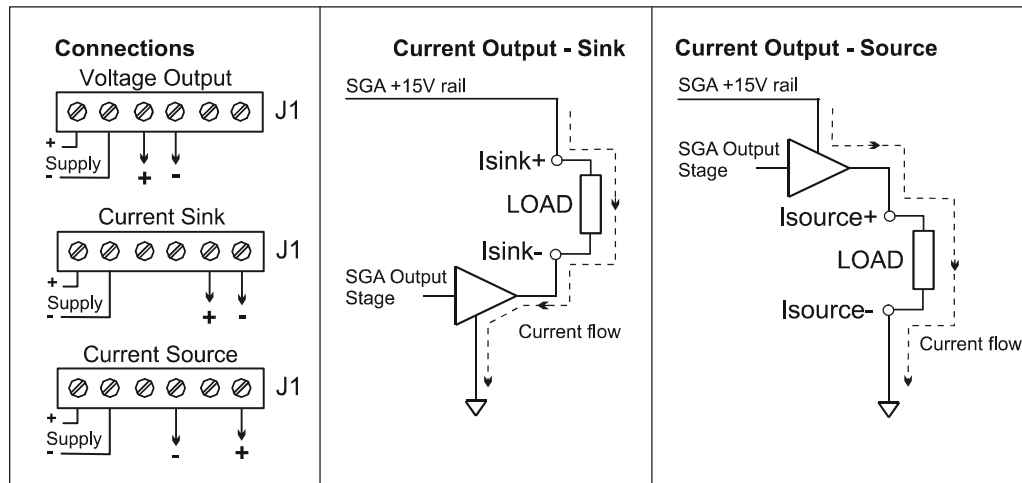 Connections
Voltage Output
J1
+
Supply
-
+ -
Current Sink
J1
+
Supply
-
+ -
Current Source
J1
+
Supply
-
- +
Current Output - Sink
SGA +15V rail
Isink+
LOAD
Isink-
SGA Output
Stage
Current flow
Current Output - Source
SGA +15V rail
SGA Output
Stage
Isource+
LOAD
Isource-
Current flow